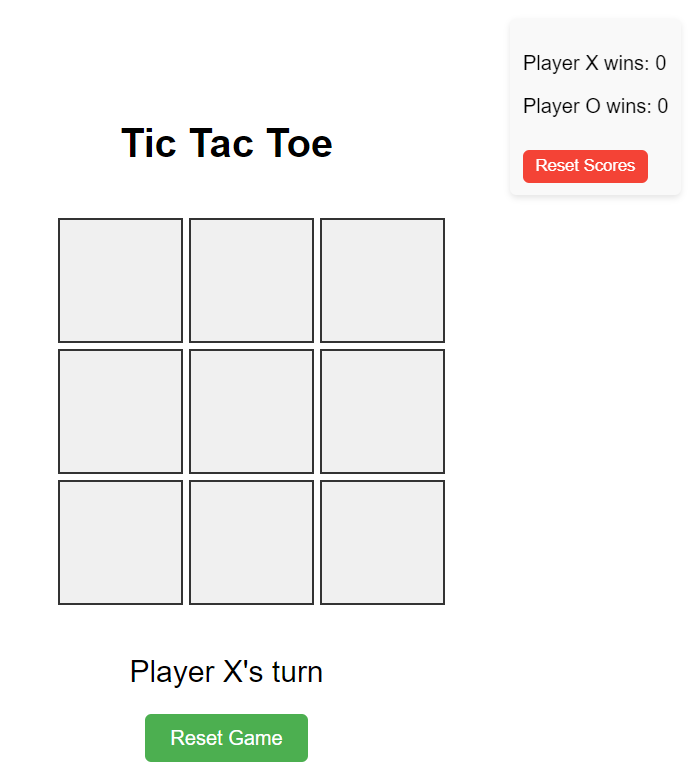 Player X wins: 0
Player O wins: 0
Reset Scores
Tic Tac Toe
Player X's turn
Reset Game